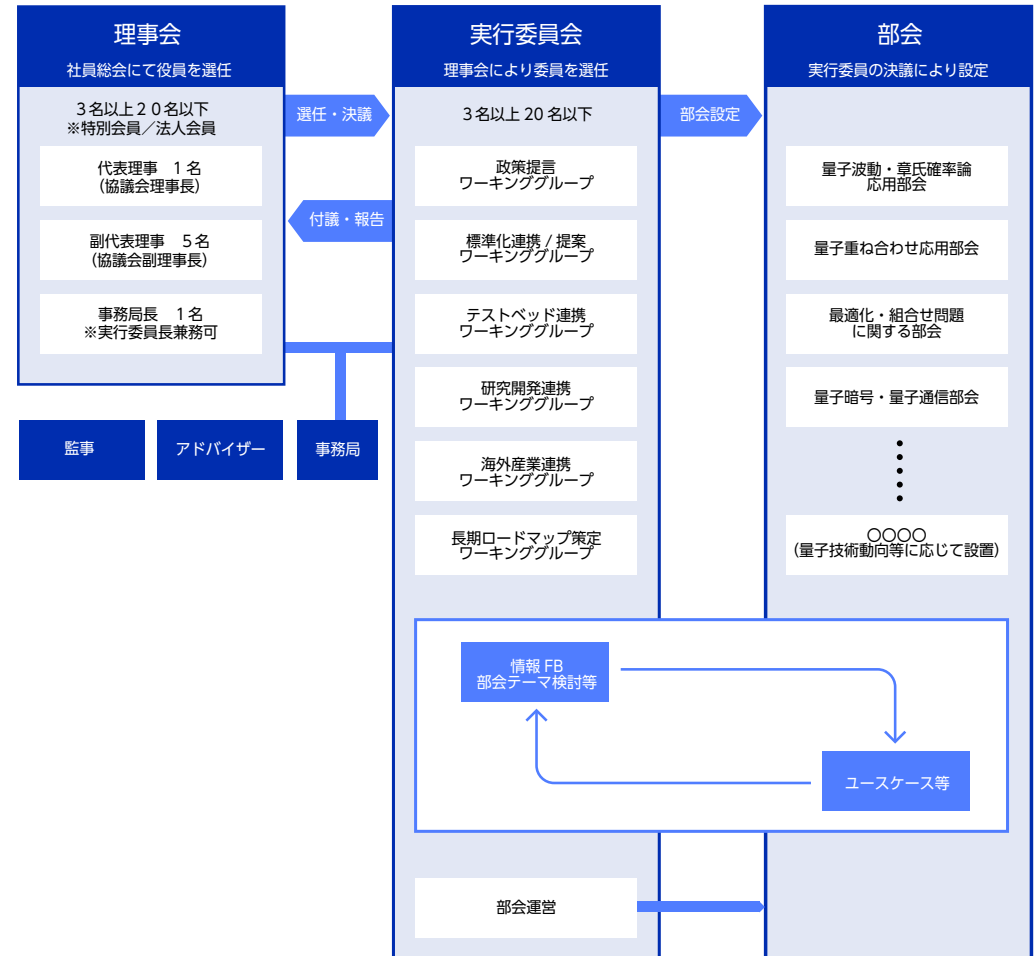 理事会
社員総会にて役員を選任
3名以上20名以下
※特別会員／法人会員
代表理事　1名
(協議会理事長)
副代表理事　5名
(協議会副理事長)
事務局長　1名
※実行委員長兼務可
監事
アドバイザー
事務局
選任・決議
付議・報告
実行委員会
理事会により委員を選任
3名以上 20 名以下
政策提言
ワーキンググループ
標準化連携 / 提案
ワーキンググループ
テストベッド連携
ワーキンググループ
研究開発連携
ワーキンググループ
海外産業連携
ワーキンググループ
長期ロードマップ策定
ワーキンググループ
部会設定
部会
実行委員の決議により設定
量子波動・章氏確率論
応用部会
量子重ね合わせ応用部会
最適化・組合せ問題
に関する部会
量子暗号・量子通信部会
〇〇〇〇
(量子技術動向等に応じて設置)
情報 FB
部会テーマ検討等
ユースケース等
部会運営